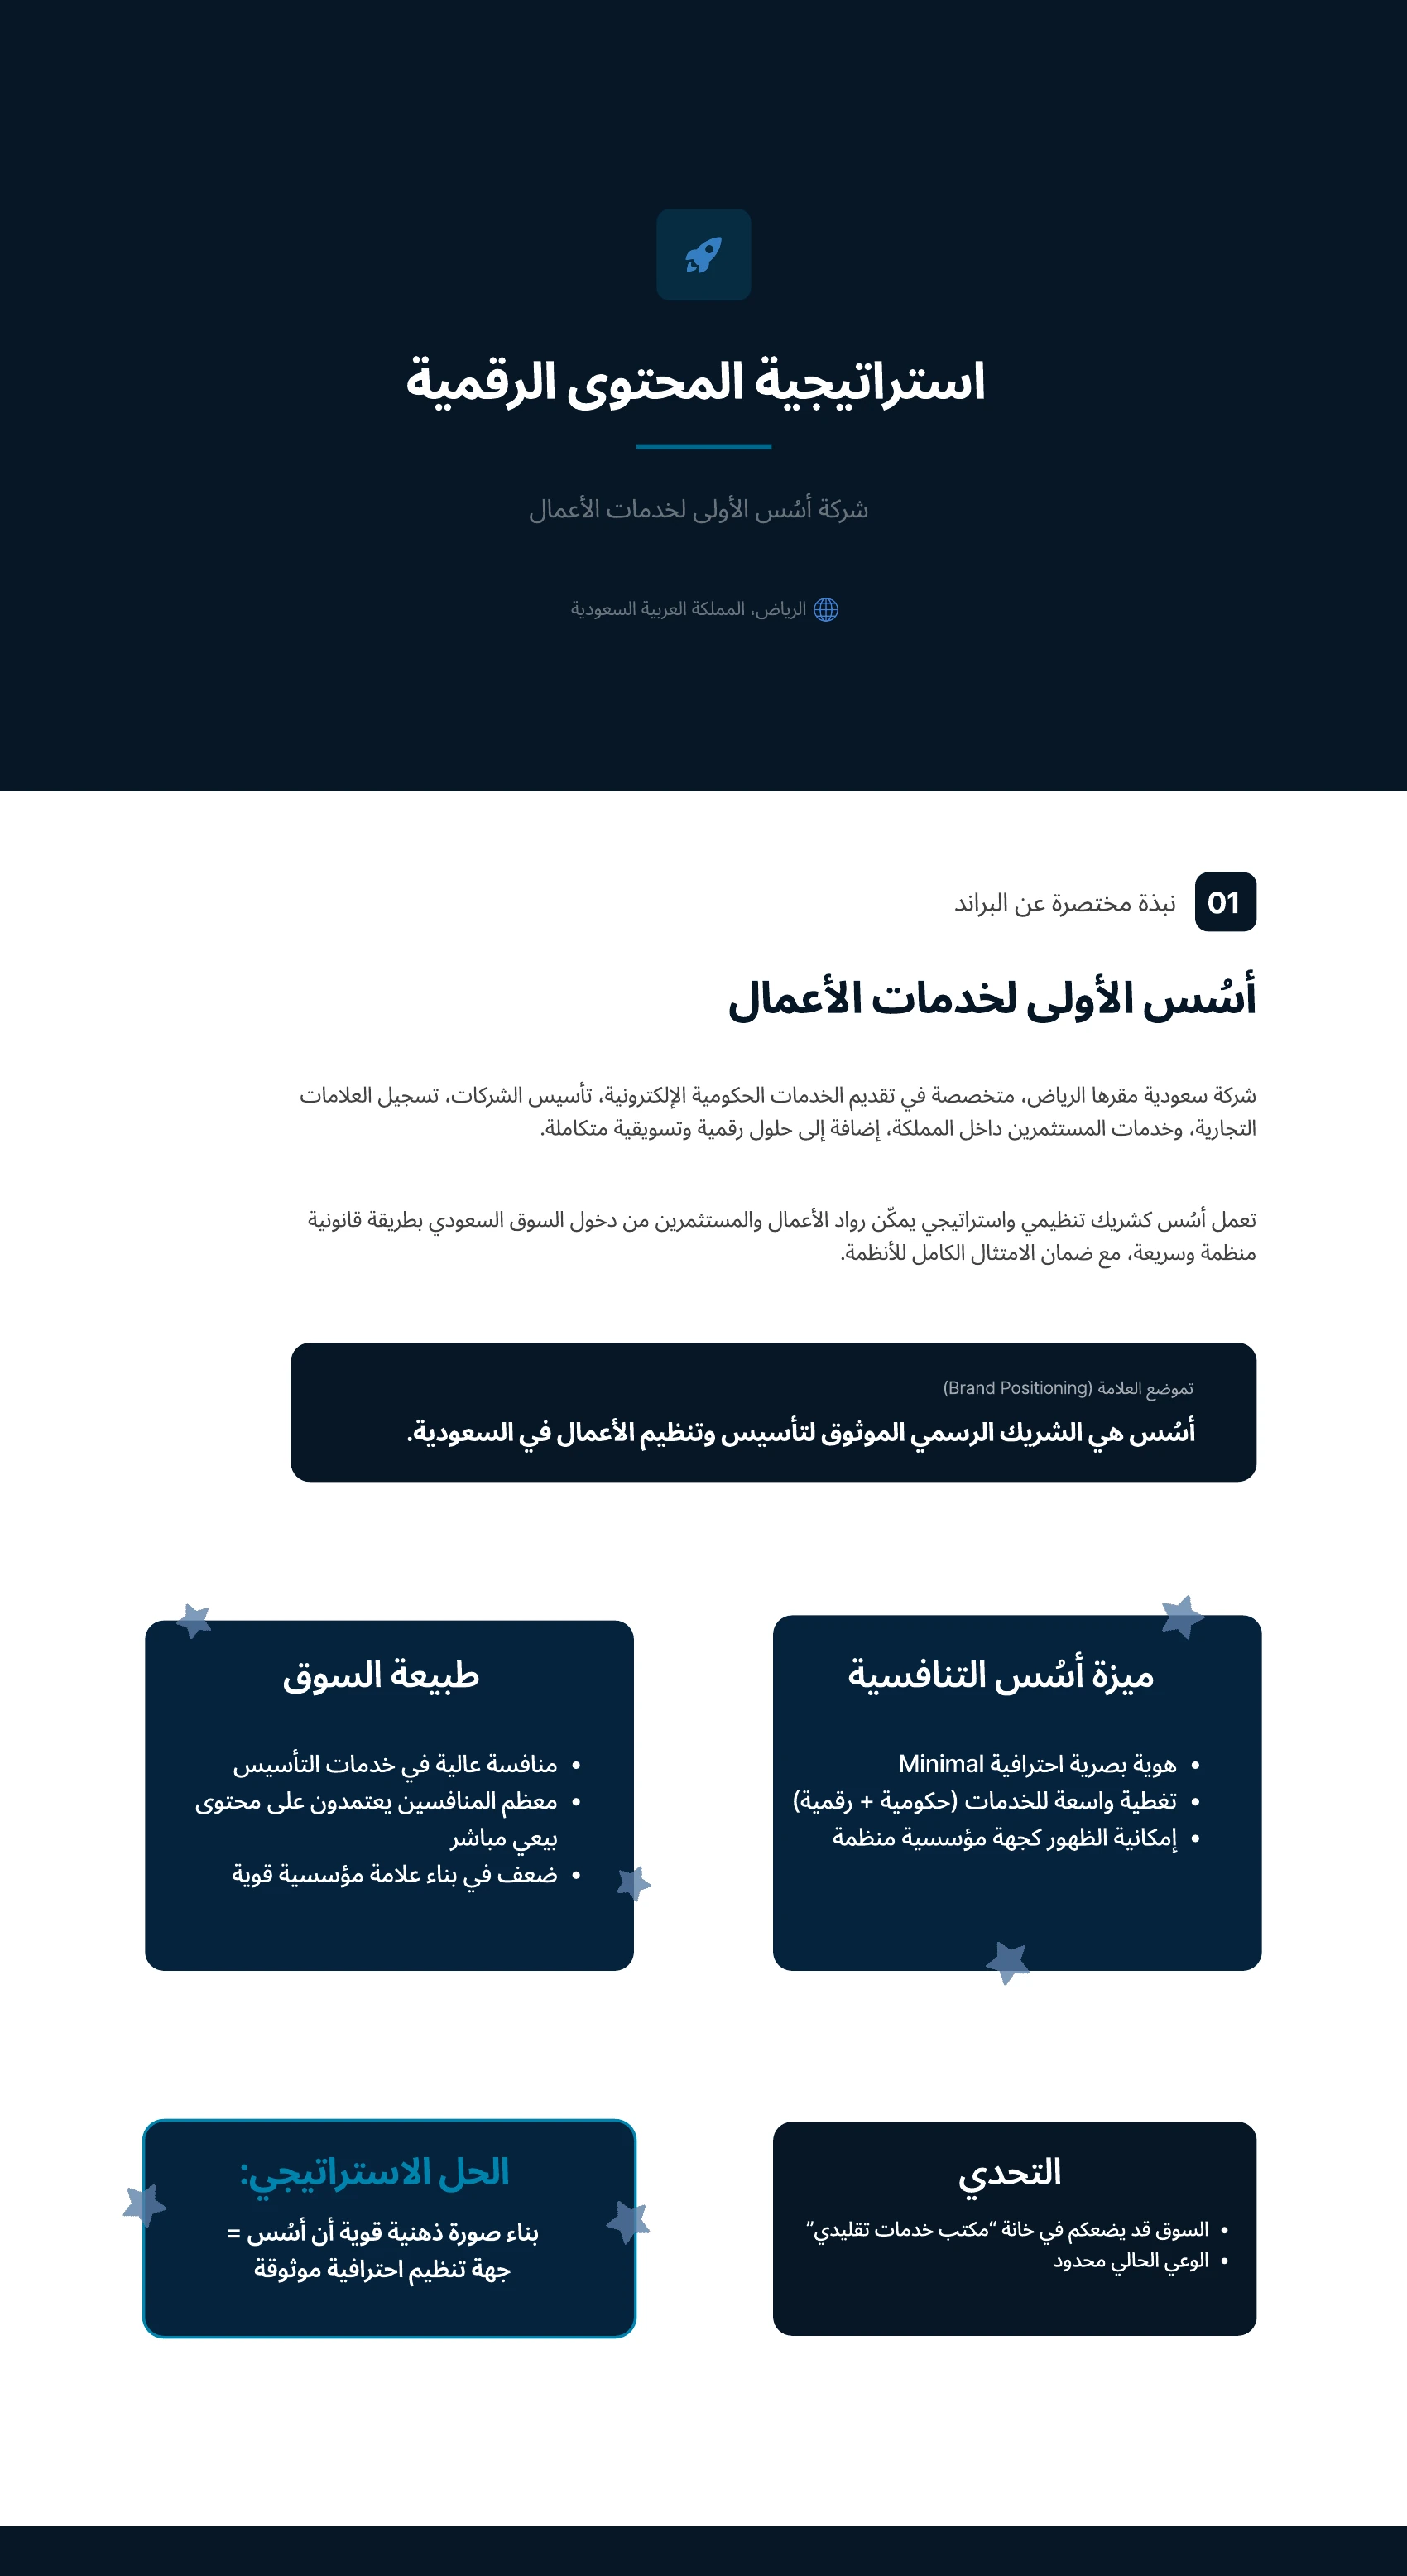 استراتيجية المحتوى الرقمية
شركة أسُس الأولى لخدمات الأعمال
الرياض، المملكة العربية السعودية
01
نبذة مختصرة عن البراند
أسُس الأولى لخدمات الأعمال
شركة سعودية مقرها الرياض، متخصصة في تقديم الخدمات الحكومية الإلكترونية، تأسيس الشركات، تسجيل العلامات
التجارية، وخدمات المستثمرين داخل المملكة، إضافة إلى حلول رقمية وتسويقية متكاملة.
تعمل أسُس كشريك تنظيمي واستراتيجي يمكّن رواد الأعمال والمستثمرين من دخول السوق السعودي بطريقة قانونية
منظمة وسريعة، مع ضمان الامتثال الكامل للأنظمة.
تموضع العلامة (Brand Positioning)
أسُس هي الشريك الرسمي الموثوق لتأسيس وتنظيم الأعمال في السعودية.
ميزة أسُس التنافسية
• هوية بصرية احترافية Minimal
• تغطية واسعة للخدمات (حكومية + رقمية)
• إمكانية الظهور كجهة مؤسسية منظمة
طبيعة السوق
• منافسة عالية في خدمات التأسيس
• معظم المنافسين يعتمدون على محتوى
بيعي مباشر
• ضعف في بناء علامة مؤسسية قوية
التحدي
• السوق قد يضعكم في خانة “مكتب خدمات تقليدي”
• الوعي الحالي محدود
الحل الاستراتيجي:
بناء صورة ذهنية قوية أن أسُس =
جهة تنظيم احترافية موثوقة